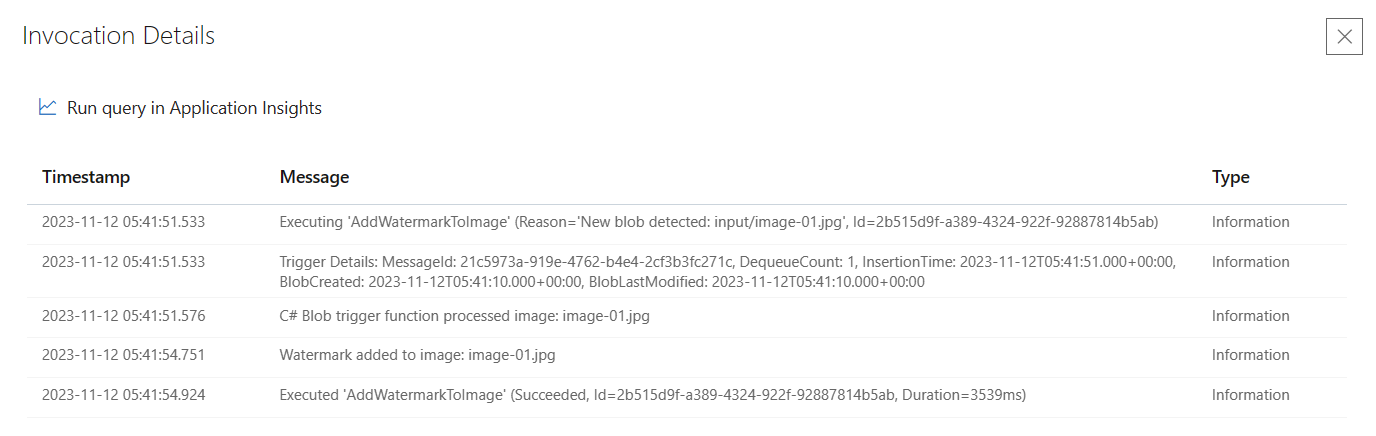 Invocation Details
Run query in Application Insights
Timestamp Message Type
2023-11-12 05:41:51.533 Executing 'AddWatermarkToImage' (Reason='New blob detected: input/image-01.jpg', Id=2b515d9f-a389-4324-922f-92887814b5ab) Information
2023-11-12 05:41:51.533 Trigger Details: MessageId: 21c5973a-919e-4762-b4e4-2cf3b3fc271c, DequeueCount: 1, InsertionTime: 2023-11-12T05:41:51.000+00:00, Information
BlobCreated: 2023-11-12T05:41:10.000+00:00, BlobLastModified: 2023-11-12T05:41:10.000+00:00
2023-11-12 05:41:51.576 C# Blob trigger function processed image: image-01.jpg Information
2023-11-12 05:41:54.751 Watermark added to image: image-01.jpg Information
2023-11-12 05:41:54.924 Executed 'AddWatermarkToImage' (Succeeded, Id=2b515d9f-a389-4324-922f-92887814b5ab, Duration=3539ms) Information